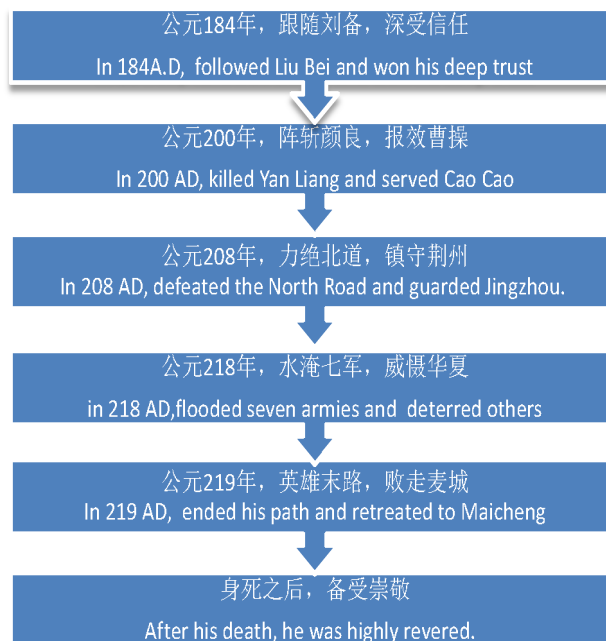 公元184年，跟随刘备，深受信任
In 184A.D, followed Liu Bei and won his deep trust
公元200年，阵斩颜良，报效曹操
In 200 AD, killed Yan Liang and served Cao Cao
公元208年，力绝北道，镇守荆州
In 208 AD, defeated the North Road and guarded Jingzhou.
公元218年，水淹七军，威慑华夏
in 218 AD,flooded seven armies and deterred others
公元219年，英雄末路，败走麦城
In 219 AD, ended his path and retreated to Maicheng
身死之后，备受崇敬
After his death, he was highly revered.